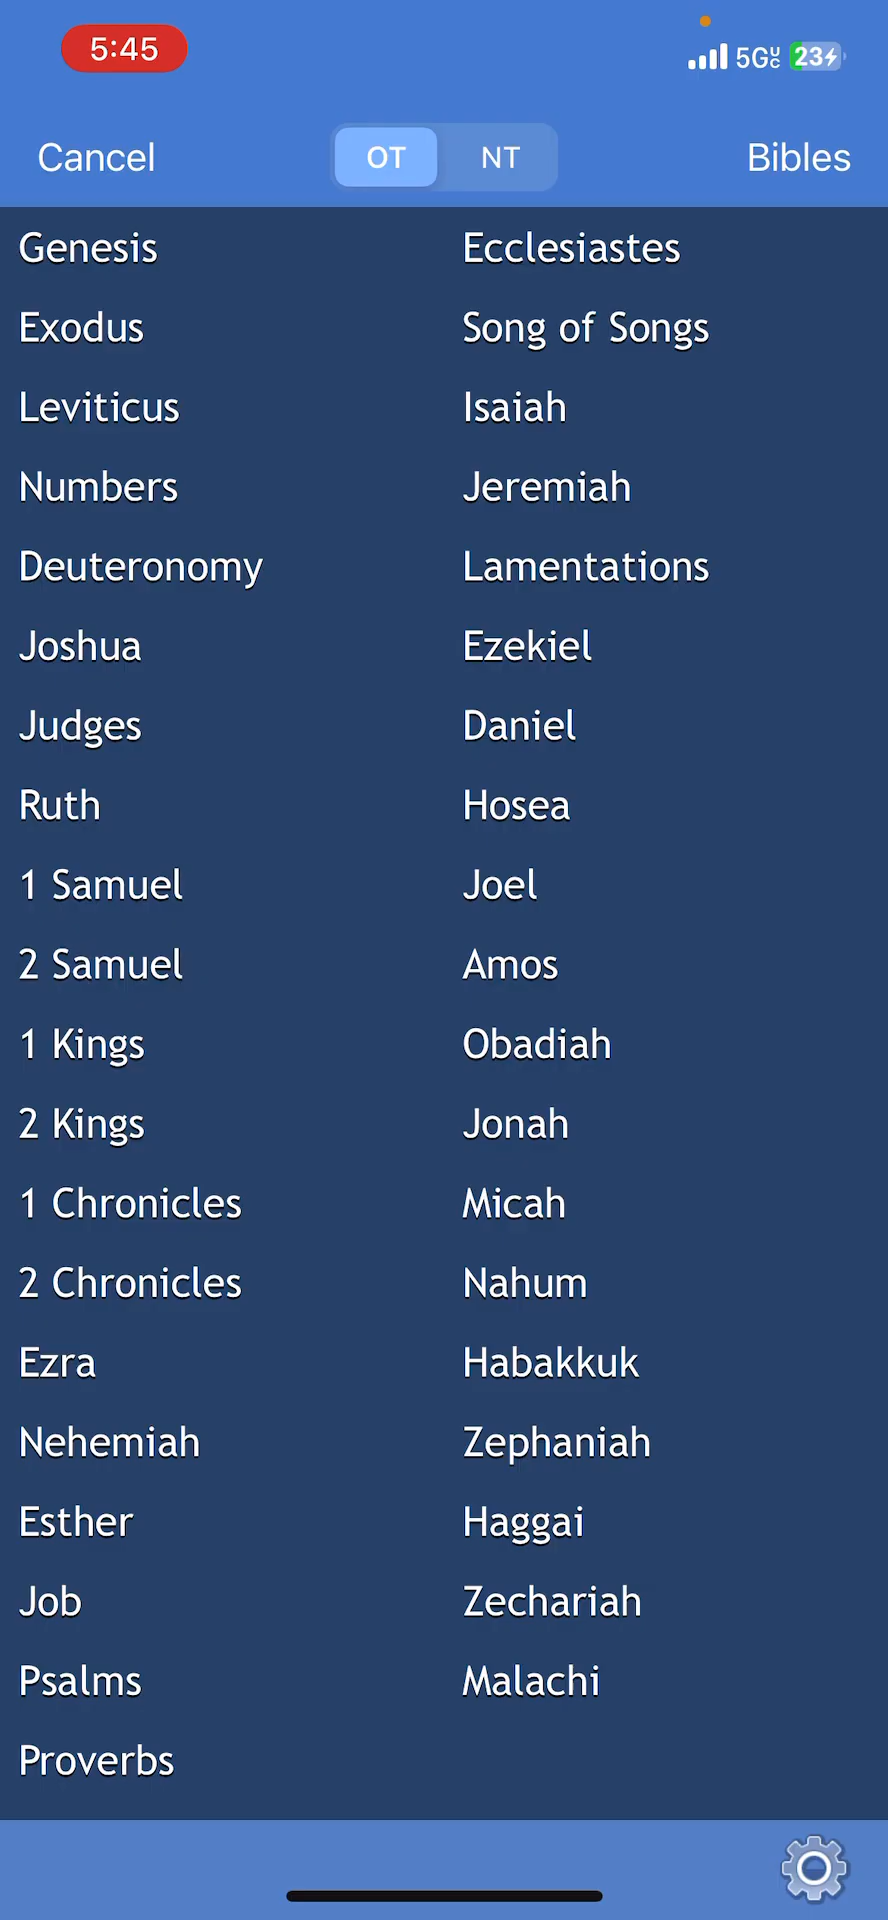 5:45
5GUC 23
Cancel OT NT Bibles
Genesis
Exodus
Leviticus
Numbers
Deuteronomy
Joshua
Judges
Ruth
1 Samuel
2 Samuel
1 Kings
2 Kings
1 Chronicles
2 Chronicles
Ezra
Nehemiah
Esther
Job
Psalms
Proverbs
Ecclesiastes
Song of Songs
Isaiah
Jeremiah
Lamentations
Ezekiel
Daniel
Hosea
Joel
Amos
Obadiah
Jonah
Micah
Nahum
Habakkuk
Zephaniah
Haggai
Zechariah
Malachi